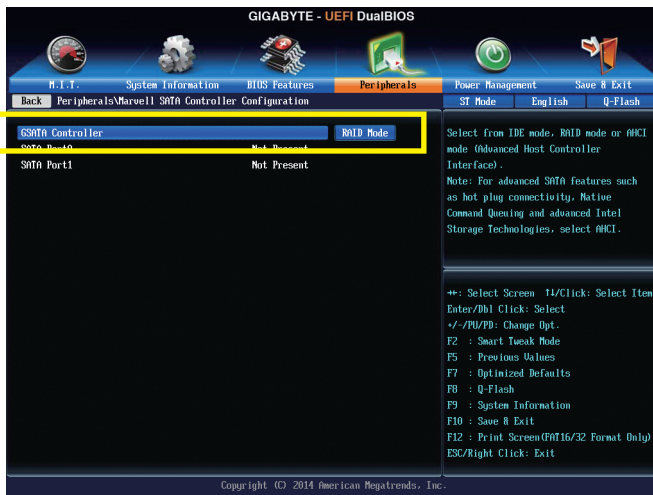 GIGABYTE - UEFI DualBIOS
M.I.T. System Information BIOS Features Peripherals Power Management Save & Exit
Back Peripherals\Marvell SATA Controller Configuration ST Mode English Q-Flash
GSATA Controller RAID Mode
SATA Port0 Not Present
SATA Port1 Not Present
Select from IDE mode, RAID mode or AHCI
mode (Advanced Host Controller
Interface).
Note: For advanced SATA features such
as hot plug connectivity, Native
Command Queuing and advanced Intel
Storage Technologies, select AHCI.
→←: Select Screen ↑↓/Click: Select Item
Enter/Dbl Click: Select
+/-/PU/PD: Change Opt.
F2 : Smart Tweak Mode
F5 : Previous Values
F7 : Optimized Defaults
F8 : Q-Flash
F9 : System Information
F10 : Save & Exit
F12 : Print Screen(FAT16/32 Format Only)
ESC/Right Click: Exit
Copyright (C) 2014 American Megatrends, Inc.